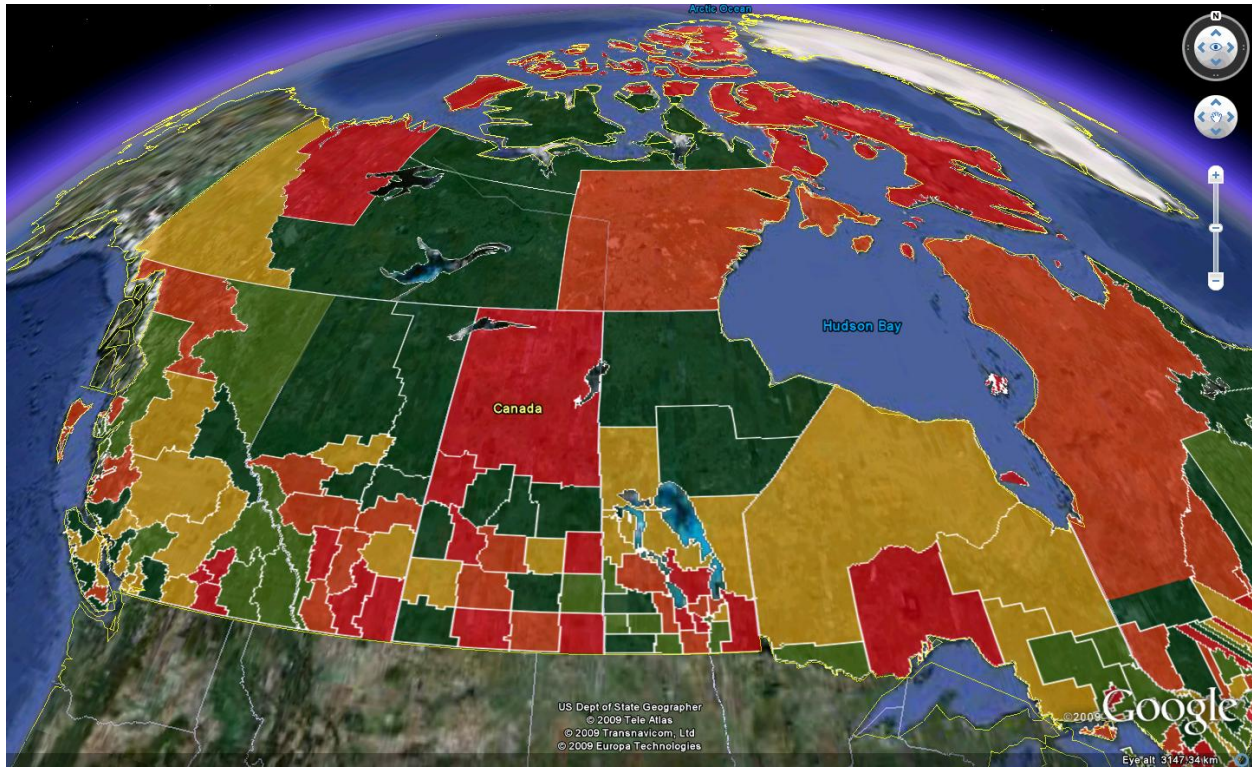 Arctic Ocean
N
Hudson Bay
Canada
US Dept of State Geographer
© 2009 Tele Atlas
© 2009 Transnavicom, Ltd
© 2009 Europa Technologies
©2009 Google
Eye alt 3147.34 km